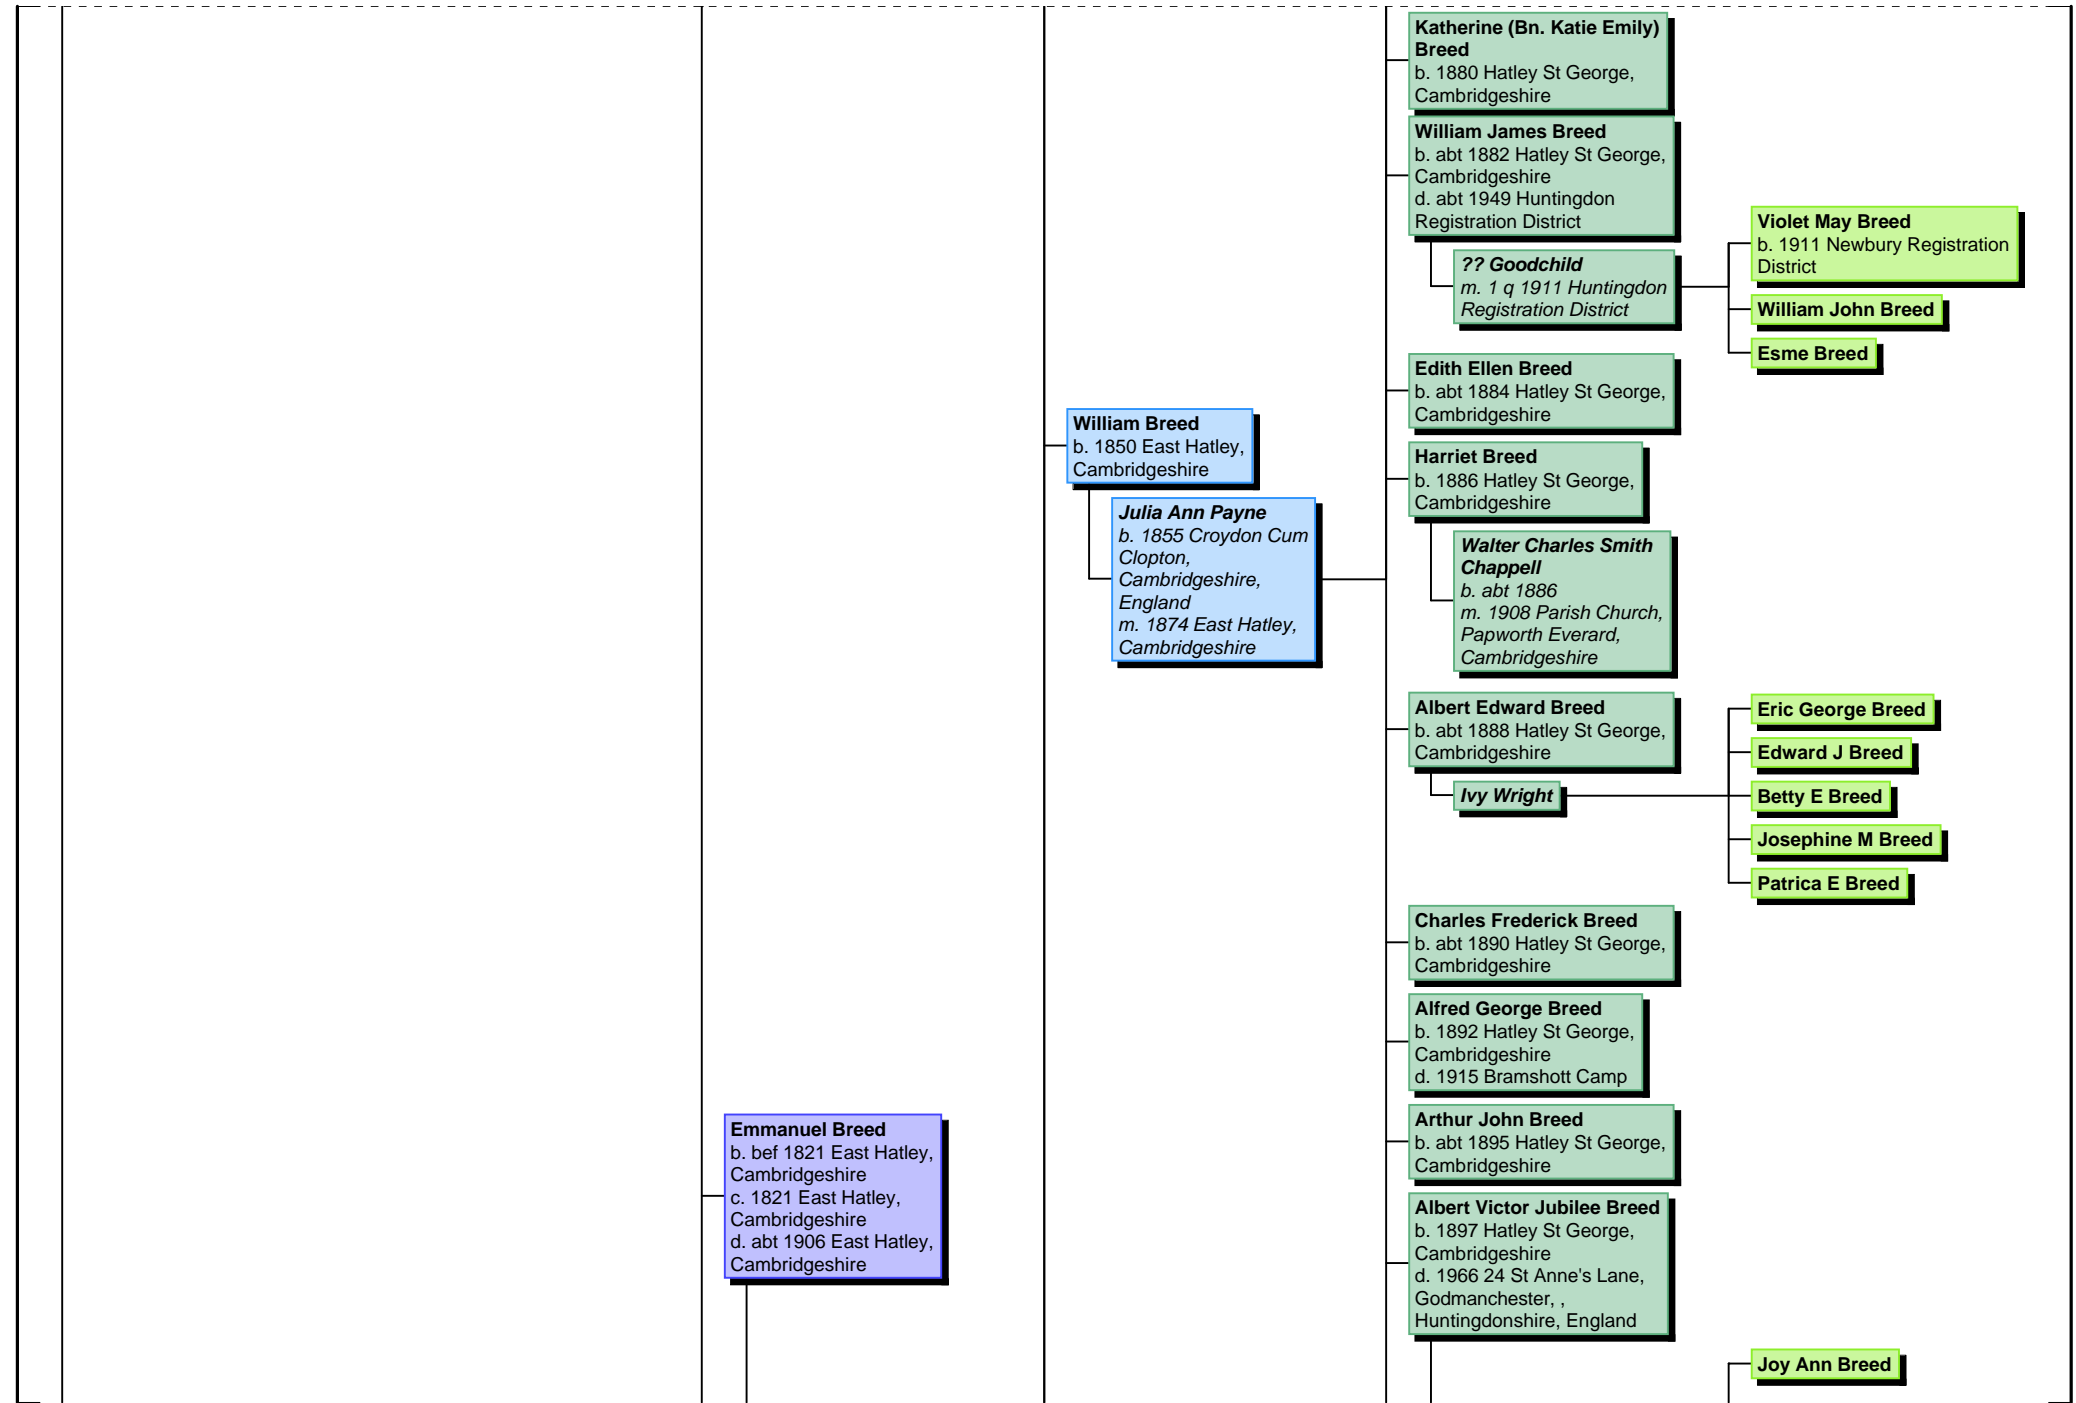 Katherine (Bn. Katie Emily)
Breed
b. 1880 Hatley St George,
Cambridgeshire
William James Breed
b. abt 1882 Hatley St George,
Cambridgeshire
d. abt 1949 Huntingdon
Registration District
?? Goodchild
m. 1 q 1911 Huntingdon
Registration District
Violet May Breed
b. 1911 Newbury Registration
District
William John Breed
Esme Breed
Edith Ellen Breed
b. abt 1884 Hatley St George,
Cambridgeshire
William Breed
b. 1850 East Hatley,
Cambridgeshire
Julia Ann Payne
b. 1855 Croydon Cum
Clopton,
Cambridgeshire,
England
m. 1874 East Hatley,
Cambridgeshire
Harriet Breed
b. 1886 Hatley St George,
Cambridgeshire
Walter Charles Smith
Chappell
b. abt 1886
m. 1908 Parish Church,
Papworth Everard,
Cambridgeshire
Albert Edward Breed
b. abt 1888 Hatley St George,
Cambridgeshire
Ivy Wright
Eric George Breed
Edward J Breed
Betty E Breed
Josephine M Breed
Patrica E Breed
Charles Frederick Breed
b. abt 1890 Hatley St George,
Cambridgeshire
Alfred George Breed
b. 1892 Hatley St George,
Cambridgeshire
d. 1915 Bramshott Camp
Emmanuel Breed
b. bef 1821 East Hatley,
Cambridgeshire
c. 1821 East Hatley,
Cambridgeshire
d. abt 1906 East Hatley,
Cambridgeshire
Arthur John Breed
b. abt 1895 Hatley St George,
Cambridgeshire
Albert Victor Jubilee Breed
b. 1897 Hatley St George,
Cambridgeshire
d. 1966 24 St Anne's Lane,
Godmanchester, ,
Huntingdonshire, England
Joy Ann Breed